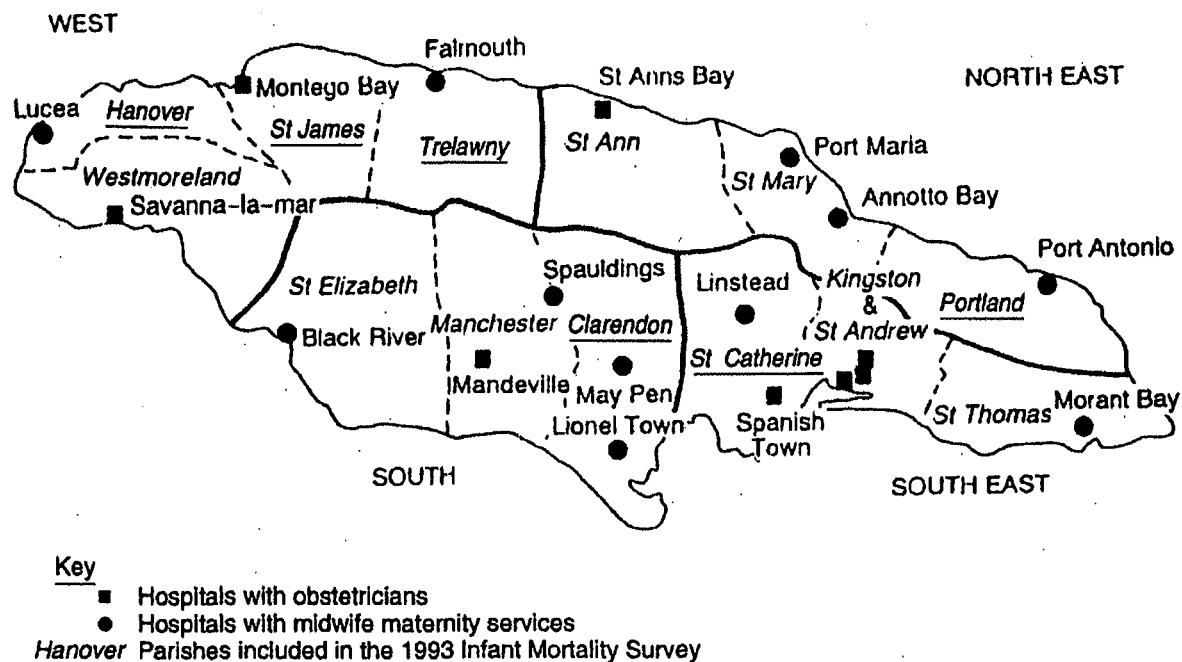 WEST
Falmouth
St Anns Bay
NORTH EAST
Montego Bay
Lucea
Hanover
St James
Trelawny
St Ann
Port Maria
St Mary
Westmoreland
Savanna-la-mar
Annotto Bay
Port Antonio
Spauldings
Linstead
Kingston
&
St Andrew
Portland
St Elizabeth
Black River
Manchester
Clarendon
St Catherine
Mandeville
May Pen
Lionel Town
Spanish
Town
St Thomas
Morant Bay
SOUTH
SOUTH EAST
Key
Hospitals with obstetricians
Hospitals with midwife maternity services
Hanover Parishes included in the 1993 Infant Mortality Survey